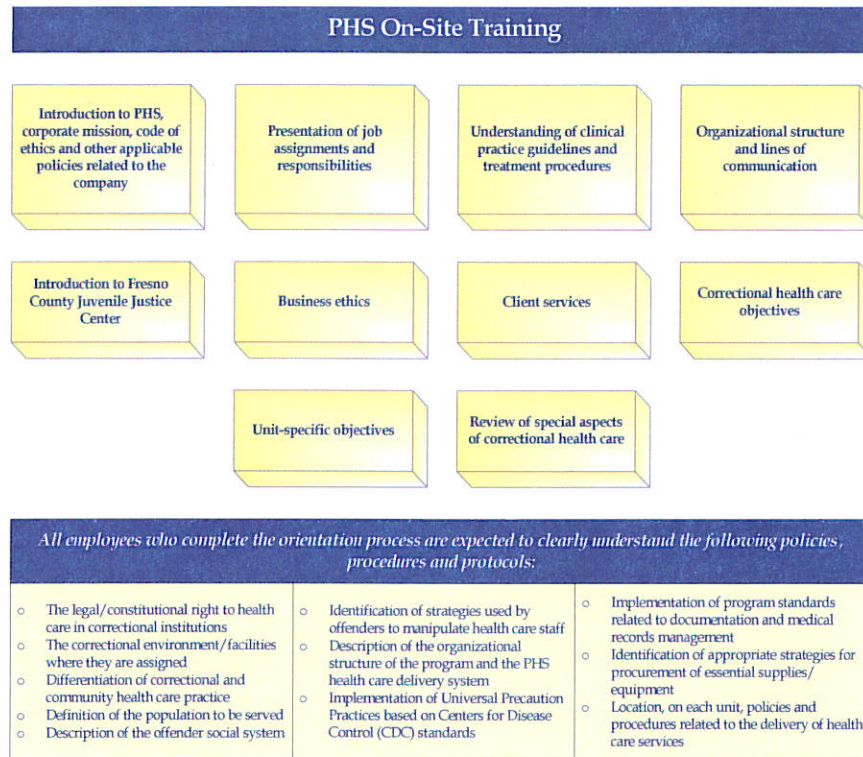 PHS On-Site Training
Introduction to PHS,
corporate mission, code of
ethics and other applicable
policies related to the
company
Presentation of job
assignments and
responsibilities
Understanding of clinical
practice guidelines and
treatment procedures
Organizational structure
and lines of
communication
Introduction to Fresno
County Juvenile Justice
Center
Business ethics
Client services
Correctional health care
objectives
Unit-specific objectives
Review of special aspects
of correctional health care
All employees who complete the orientation process are expected to clearly understand the following policies,
procedures and protocols:
○ The legal/constitutional right to health
care in correctional institutions
○ The correctional environment/facilities
where they are assigned
○ Differentiation of correctional and
community health care practice
○ Definition of the population to be served
○ Description of the offender social system
○ Identification of strategies used by
offenders to manipulate health care staff
○ Description of the organizational
structure of the program and the PHS
health care delivery system
○ Implementation of Universal Precaution
Practices based on Centers for Disease
Control (CDC) standards
○ Implementation of program standards
related to documentation and medical
records management
○ Identification of appropriate strategies for
procurement of essential supplies/
equipment
○ Location, on each unit, policies and
procedures related to the delivery of health
care services